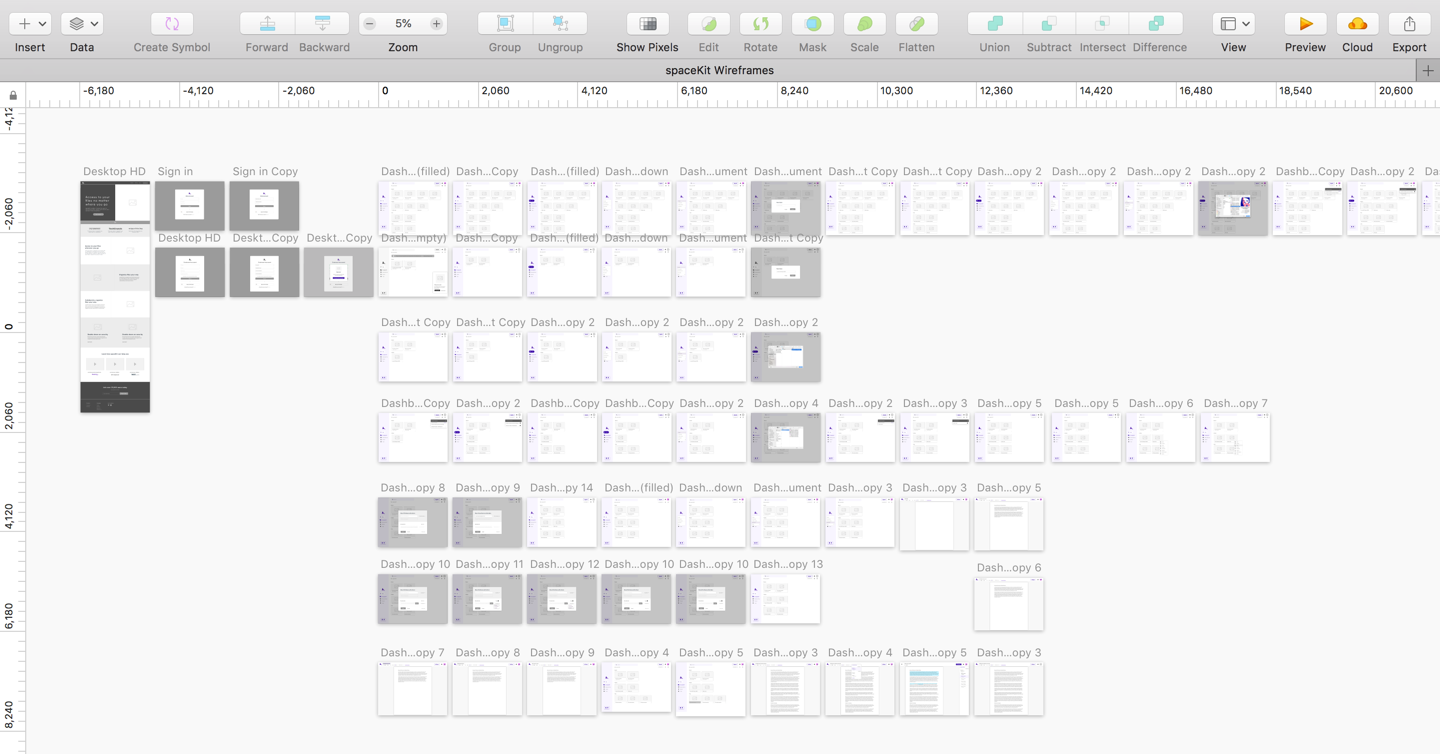 5%
Insert Data Create Symbol Forward Backward Zoom Group Ungroup Show Pixels Edit Rotate Mask Scale Flatten Union Subtract Intersect Difference View Preview Cloud Export
spaceKit Wireframes
-6,180 -4,120 -2,060 0 2,060 4,120 6,180 8,240 10,300 12,360 14,420 16,480 18,540 20,600
-4,12
Desktop HD Sign in Sign in Copy Dash...(filled) Dash...Copy Dash...(filled) Dash...down Dash...ument Dash...ument Dash...t Copy Dash...t Copy Dash...opy 2 Dash...opy 2 Dash...opy 2 Dash...opy 2 Dashb...Copy Dash...opy 2 Da
-2,060
Desktop HD Deskt...Copy Deskt...Copy Dash...mpty) Dash...Copy Dash...(filled) Dash...down Dash...ument Dash...t Copy
0
Dash...t Copy Dash...t Copy Dash...opy 2 Dash...opy 2 Dash...opy 2 Dash...opy 2
2,060
Dashb...Copy Dash...opy 2 Dashb...Copy Dashb...Copy Dash...opy 2 Dash...opy 4 Dash...opy 2 Dash...opy 3 Dash...opy 5 Dash...opy 5 Dash...opy 6 Dash...opy 7
4,120
Dash...opy 8 Dash...opy 9 Dash...py 14 Dash...(filled) Dash...down Dash...ument Dash...opy 3 Dash...opy 3 Dash...opy 5
Dash...opy 10 Dash...opy 11 Dash...opy 12 Dash...opy 10 Dash...opy 10 Dash...opy 13 Dash...opy 6
6,180
Dash...opy 7 Dash...opy 8 Dash...opy 9 Dash...opy 4 Dash...opy 5 Dash...opy 3 Dash...opy 4 Dash...opy 5 Dash...opy 3
8,240